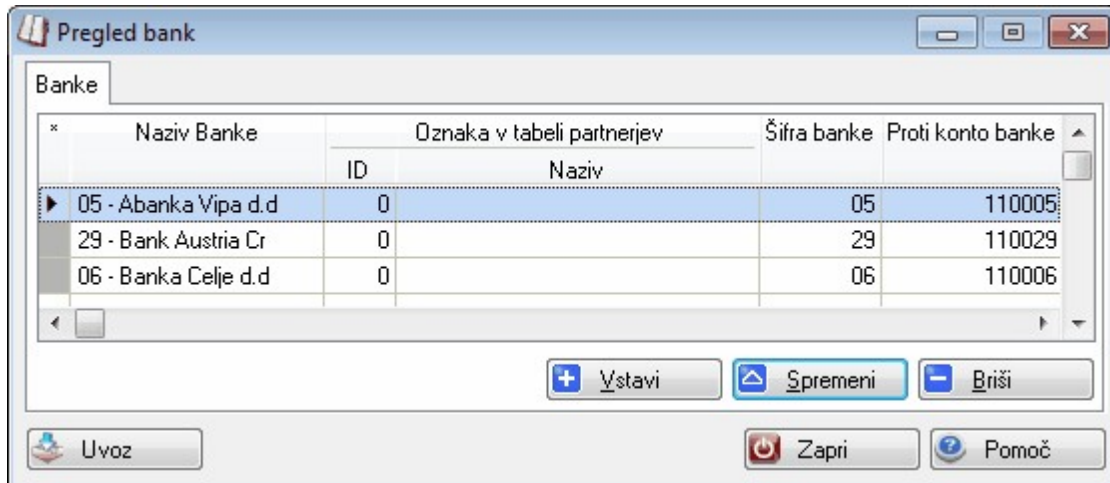 Pregled bank
Banke
* Naziv Banke Oznaka v tabeli partnerjev Šifra banke Proti konto banke
ID Naziv
05 - Abanka Vipa d.d 0 05 110005
29 - Bank Austria Cr 0 29 110029
06 - Banka Celje d.d 0 06 110006
Vstavi Spremeni Briši
Uvoz Zapri Pomoč